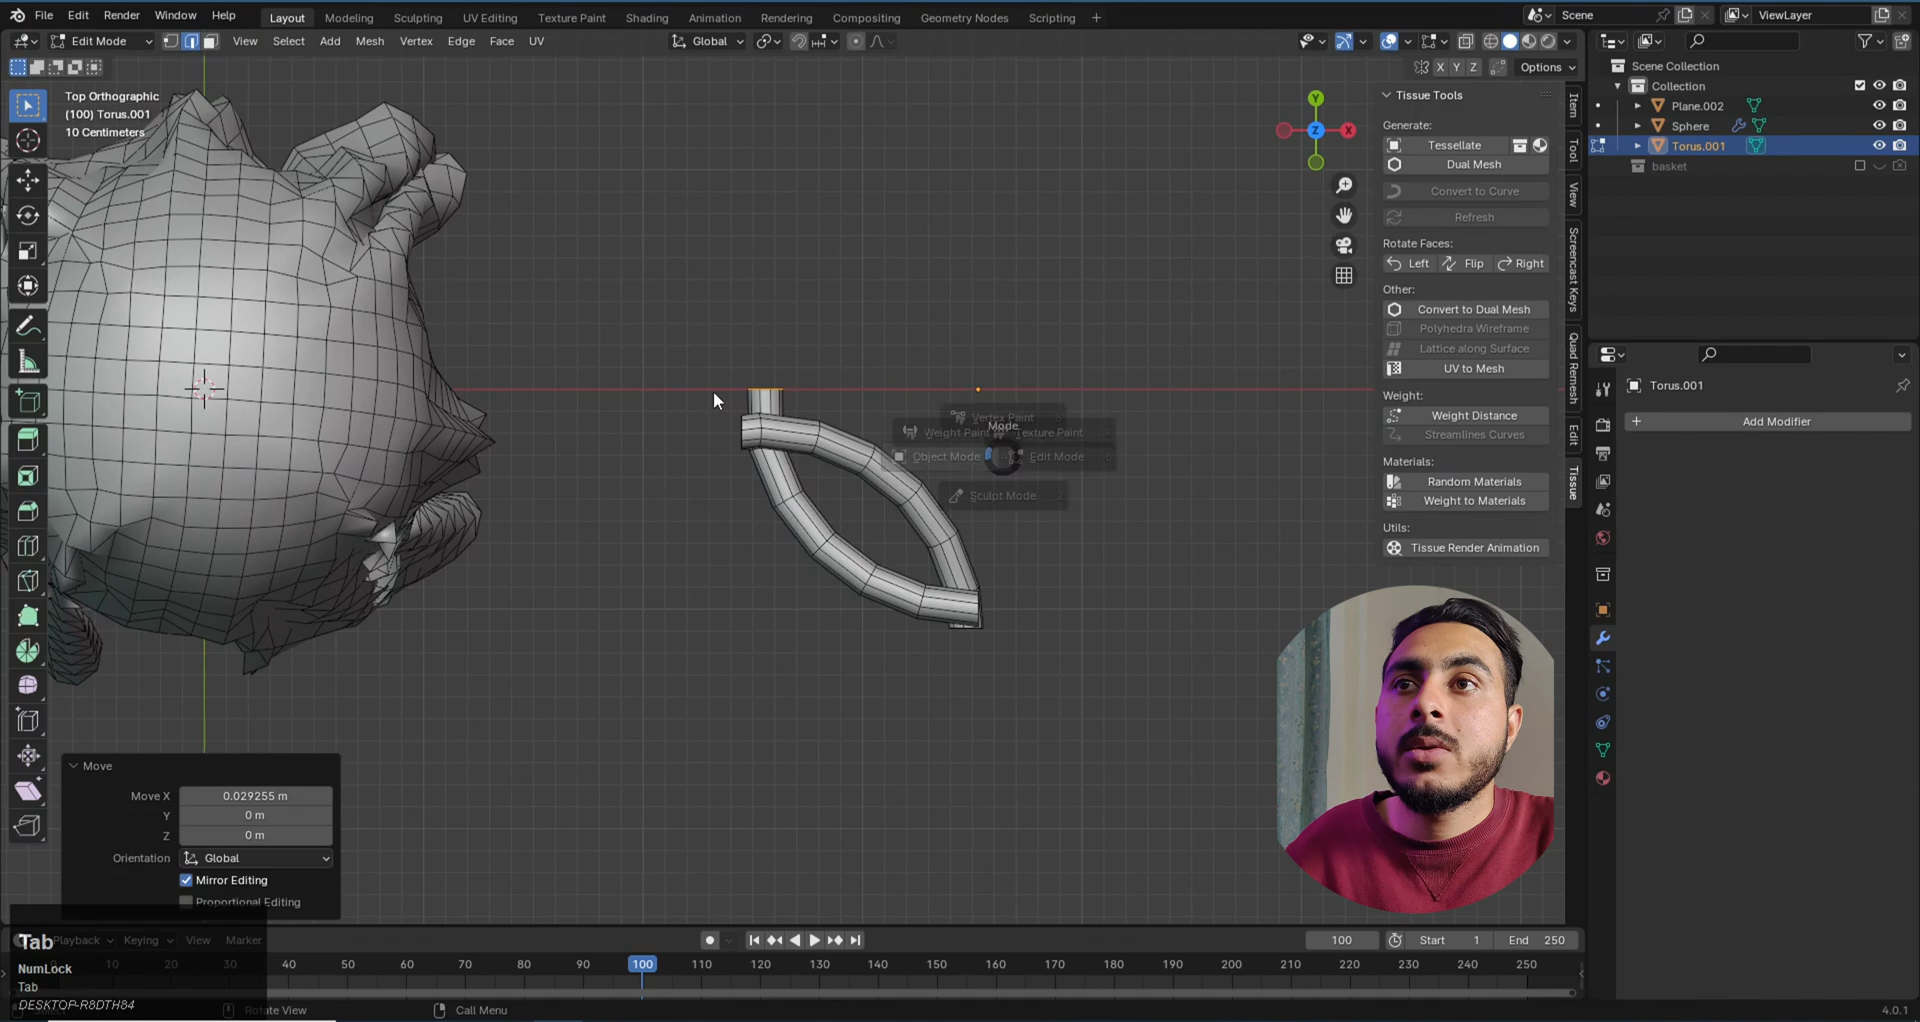 File Edit Render Window Help Layout Modeling Sculpting UV Editing Texture Paint Shading Animation Rendering Compositing Geometry Nodes Scripting + Scene ViewLayer
Edit Mode View Select Add Mesh Vertex Edge Face UV Global
X Y Z Options
Top Orthographic
(100) Torus.001
10 Centimeters
Y
Z
X
Tissue Tools
Generate:
Tessellate
Dual Mesh
Convert to Curve
Refresh
Rotate Faces:
Left Flip Right
Other:
Convert to Dual Mesh
Polyhedra Wireframe
Lattice along Surface
UV to Mesh
Weight:
Weight Distance
Streamlines Curves
Materials:
Random Materials
Weight to Materials
Utils:
Tissue Render Animation
Item
Tool
View
Screencast Keys
Quad Remesh
Edit
Tissue
Scene Collection
Collection
Plane.002
Sphere
Torus.001
basket
Torus.001
+ Add Modifier
Vertex Paint
Mode
Weight Paint Texture Paint
Object Mode Edit Mode
Sculpt Mode
Move
Move X 0.029255 m
Y 0 m
Z 0 m
Orientation Global
Mirror Editing
Proportional Editing
Playback Keying View Marker 100 Start 1 End 250
0 10 20 30 40 50 60 70 80 90 100 110 120 130 140 150 160 170 180 190 200 210 220 230 240 250
Tab
NumLock
Tab
DESKTOP-R8DTH84
Rotate View Call Menu 4.0.1